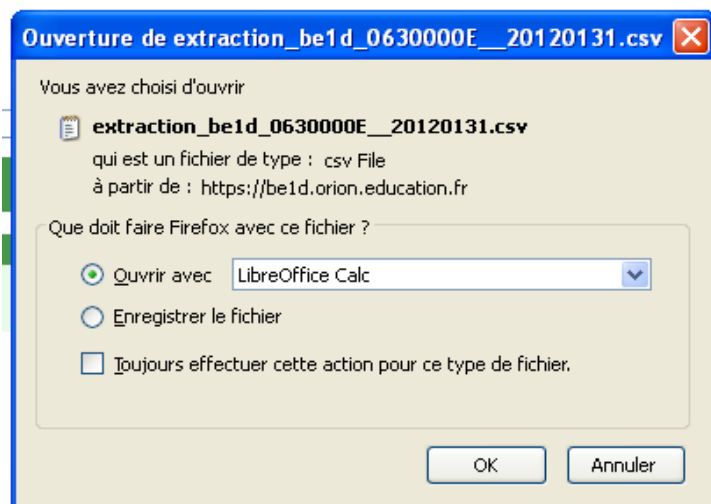 Ouverture de extraction_be1d_0630000E__20120131.csv
Vous avez choisi d'ouvrir
extraction_be1d_0630000E__20120131.csv
qui est un fichier de type : csv File
à partir de : https://be1d.orion.education.fr
Que doit faire Firefox avec ce fichier ?
Ouvrir avec LibreOffice Calc
Enregistrer le fichier
Toujours effectuer cette action pour ce type de fichier.
OK Annuler